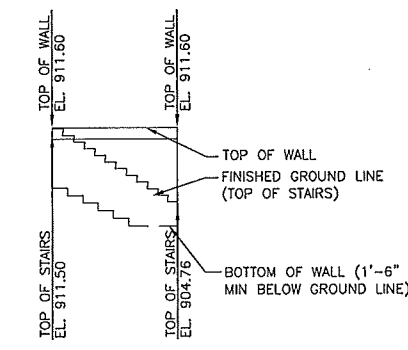 TOP OF WALL
EL. 911.60
TOP OF WALL
EL. 911.60
TOP OF WALL
FINISHED GROUND LINE
(TOP OF STAIRS)
BOTTOM OF WALL (1'-6"
MIN BELOW GROUND LINE)
TOP OF STAIRS
EL. 911.50
TOP OF STAIRS
EL. 904.76